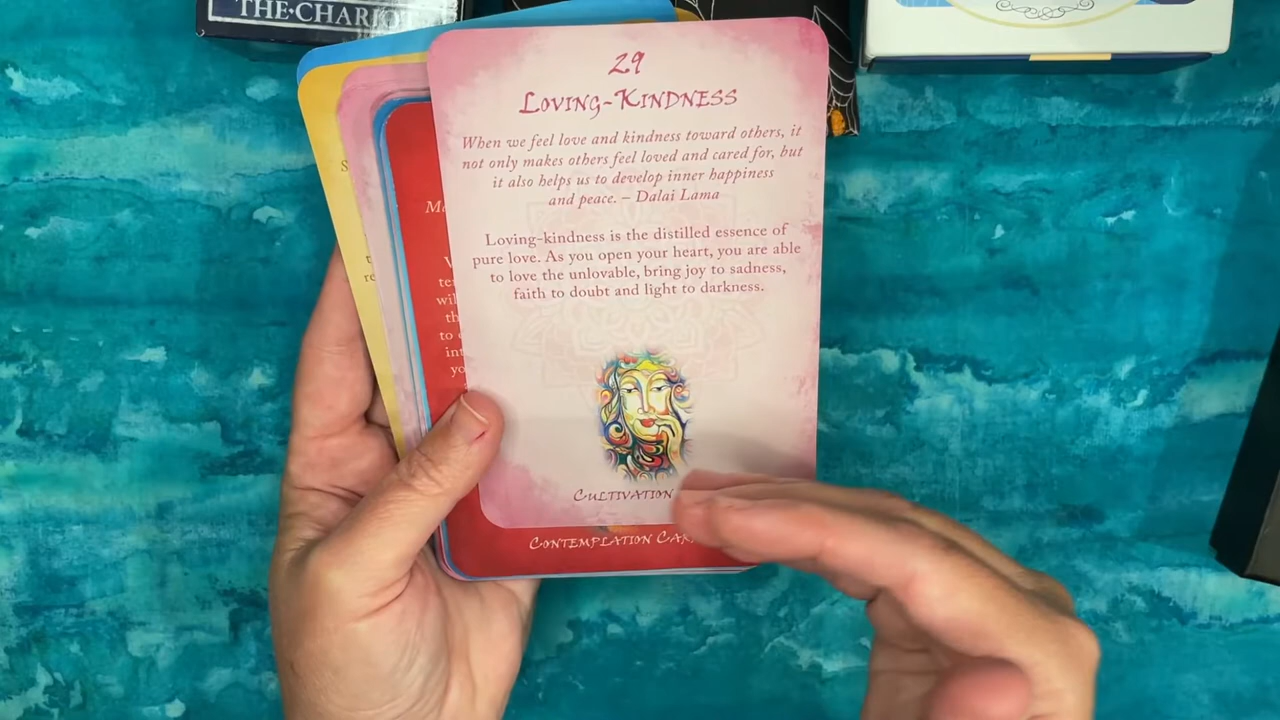 THE·CHARIOT
29
LOVING-KINDNESS
When we feel love and kindness toward others, it
not only makes others feel loved and cared for, but
it also helps us to develop inner happiness
and peace. – Dalai Lama
Loving-kindness is the distilled essence of
pure love. As you open your heart, you are able
to love the unlovable, bring joy to sadness,
faith to doubt and light to darkness.
CULTIVATION
CONTEMPLATION